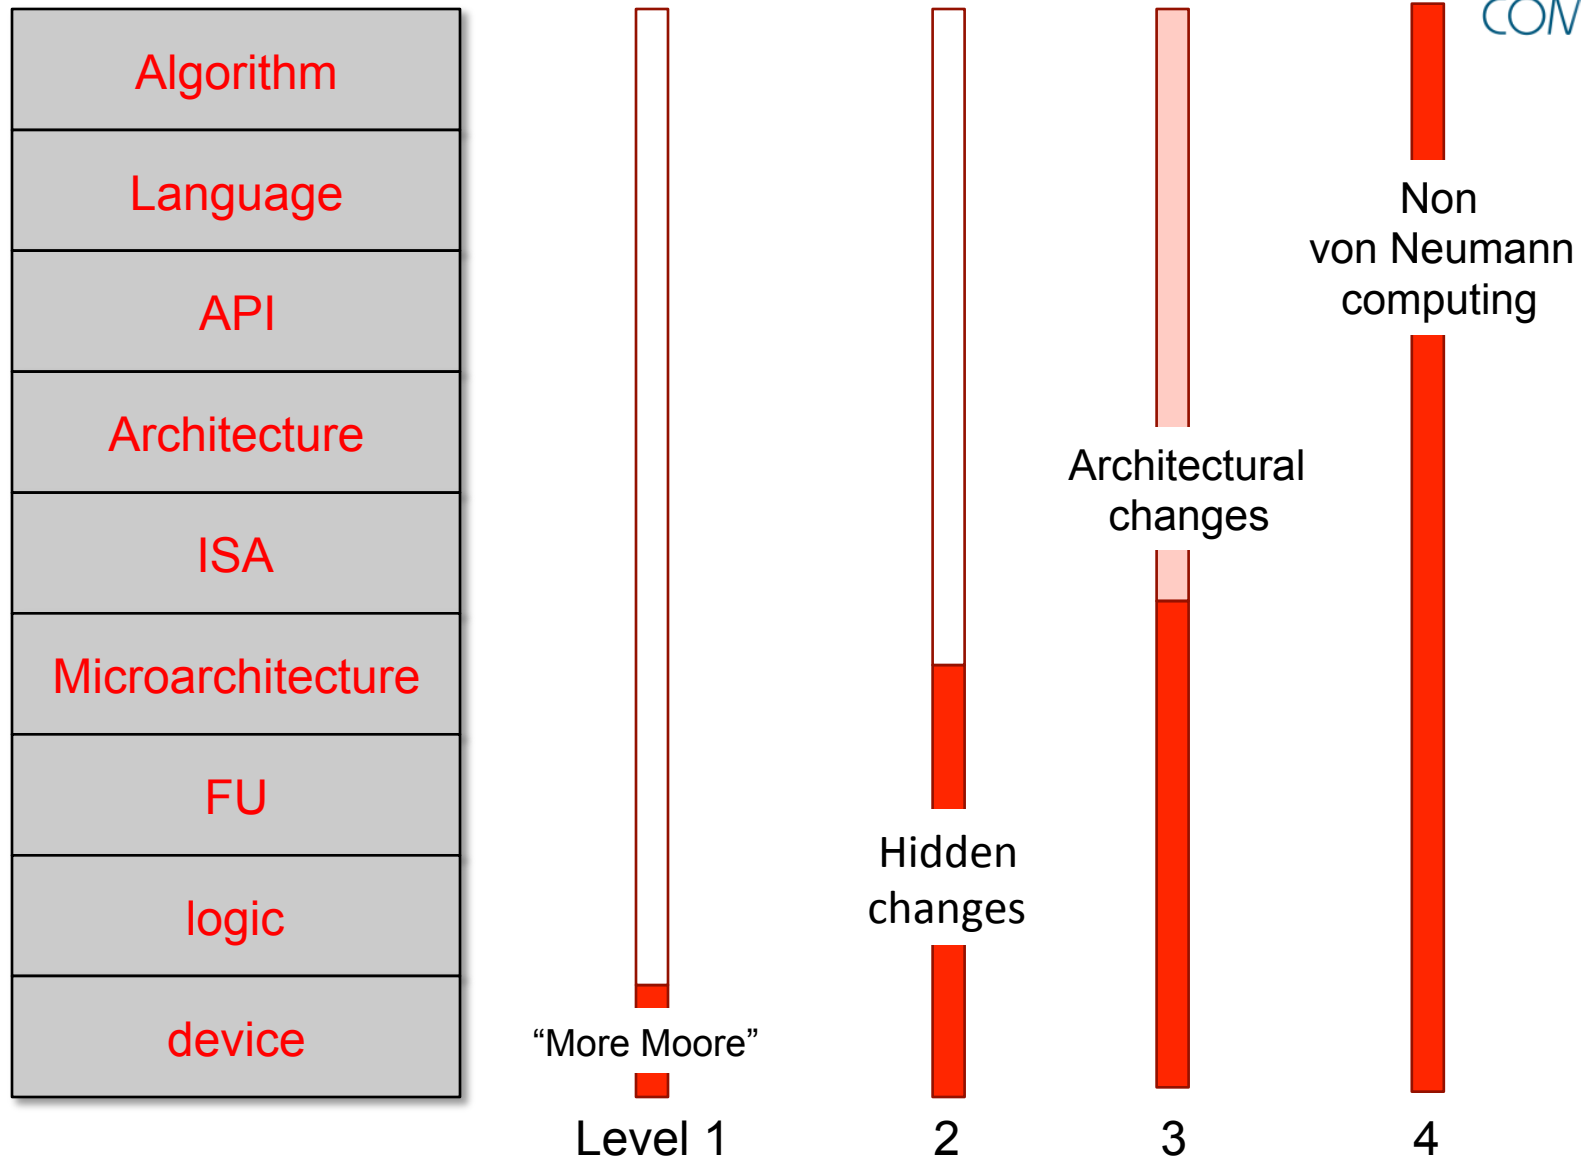 Algorithm
Language
API
Architecture
ISA
Microarchitecture
FU
logic
device
“More Moore”
Level 1
Hidden
changes
2
Architectural
changes
3
Non
von Neumann
computing
4